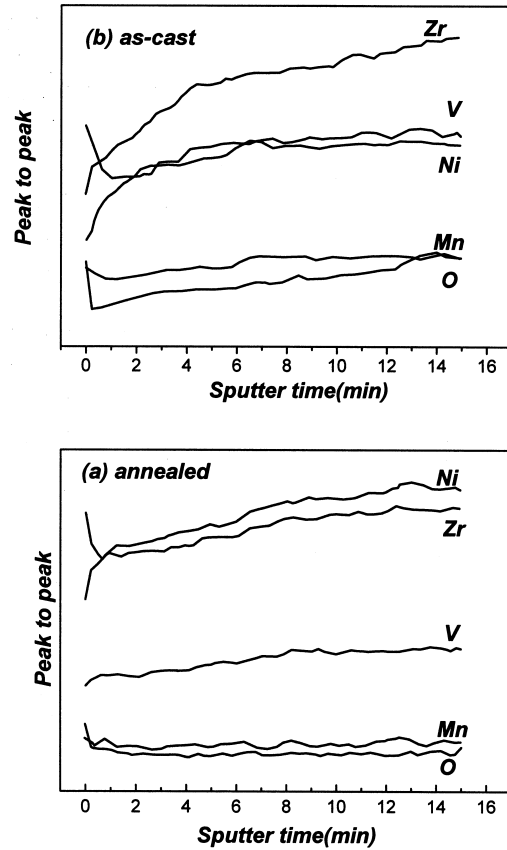 (b) as-cast
Zr
V
Ni
Mn
O
Peak to peak
0 2 4 6 8 10 12 14 16
Sputter time(min)
(a) annealed
Ni
Zr
V
Mn
O
Peak to peak
0 2 4 6 8 10 12 14 16
Sputter time(min)